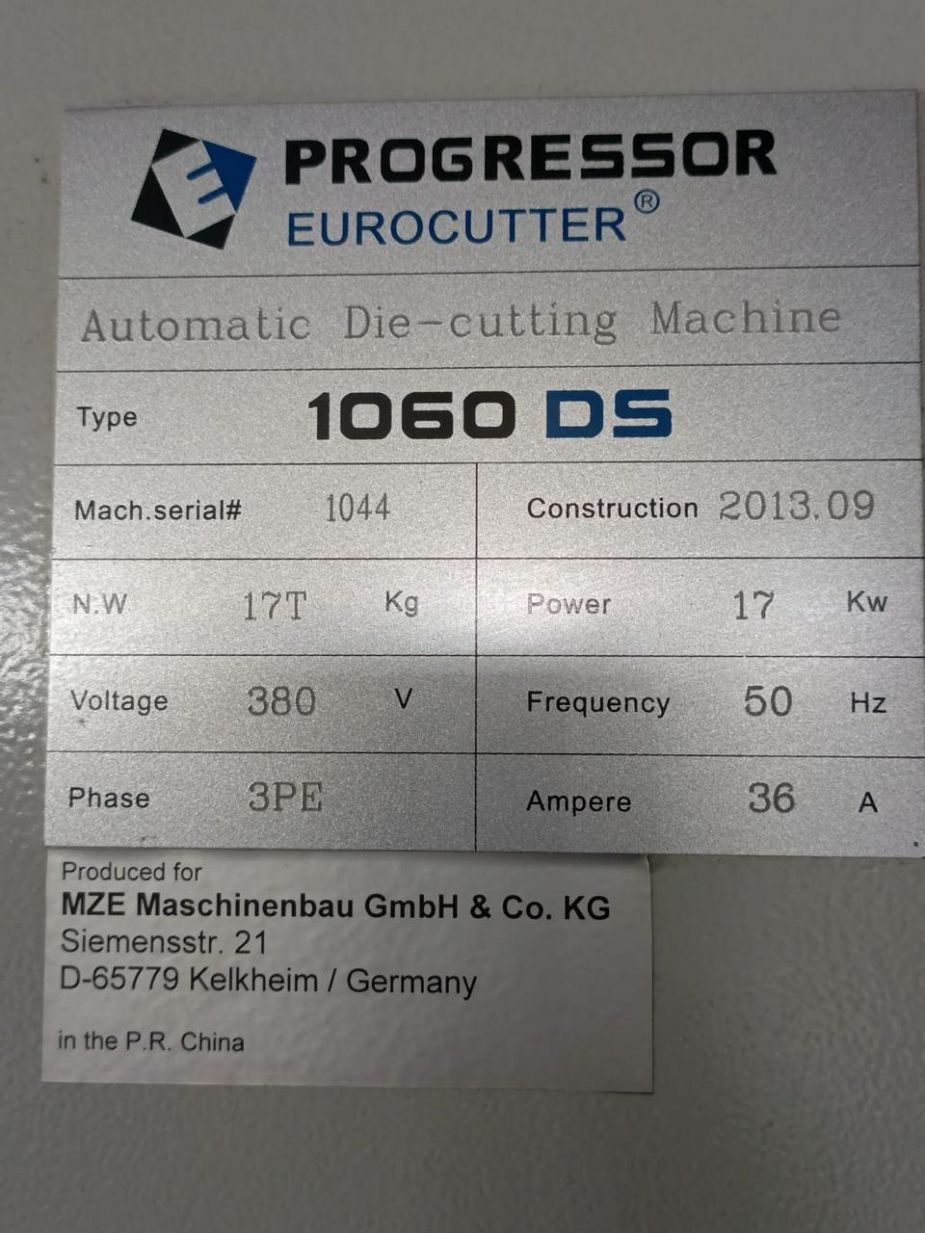 PROGRESSOR
EUROCUTTER®
Automatic Die-cutting Machine
Type 1060 DS
Mach.serial# 1044 Construction 2013.09
N.W 17T Kg Power 17 Kw
Voltage 380 V Frequency 50 Hz
Phase 3PE Ampere 36 A
Produced for
MZE Maschinenbau GmbH & Co. KG
Siemensstr. 21
D-65779 Kelkheim / Germany
in the P.R. China